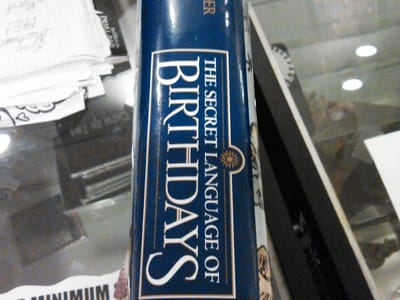 THE SECRET LANGUAGE OF
BIRTHDAYS
MINIMUM